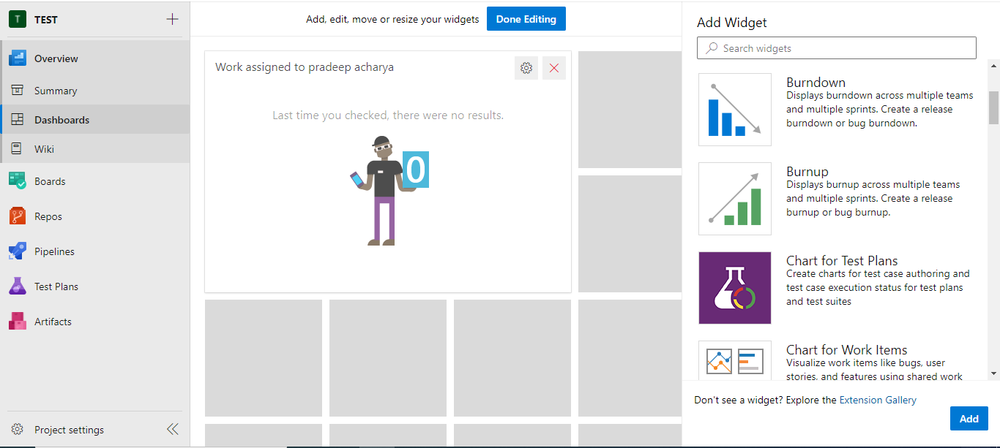 T TEST
Overview
Summary
Dashboards
Wiki
Boards
Repos
Pipelines
Test Plans
Artifacts
Project settings
Add, edit, move or resize your widgets
Done Editing
Work assigned to pradeep acharya
Last time you checked, there were no results.
0
Add Widget
Search widgets
Burndown
Displays burndown across multiple teams
and multiple sprints. Create a release
burndown or bug burndown.
Burnup
Displays burnup across multiple teams
and multiple sprints. Create a release
burnup or bug burnup.
Chart for Test Plans
Create charts for test case authoring and
test case execution status for test plans
and test suites
Chart for Work Items
Visualize work items like bugs, user
stories, and features using shared work
Don't see a widget? Explore the Extension Gallery
Add